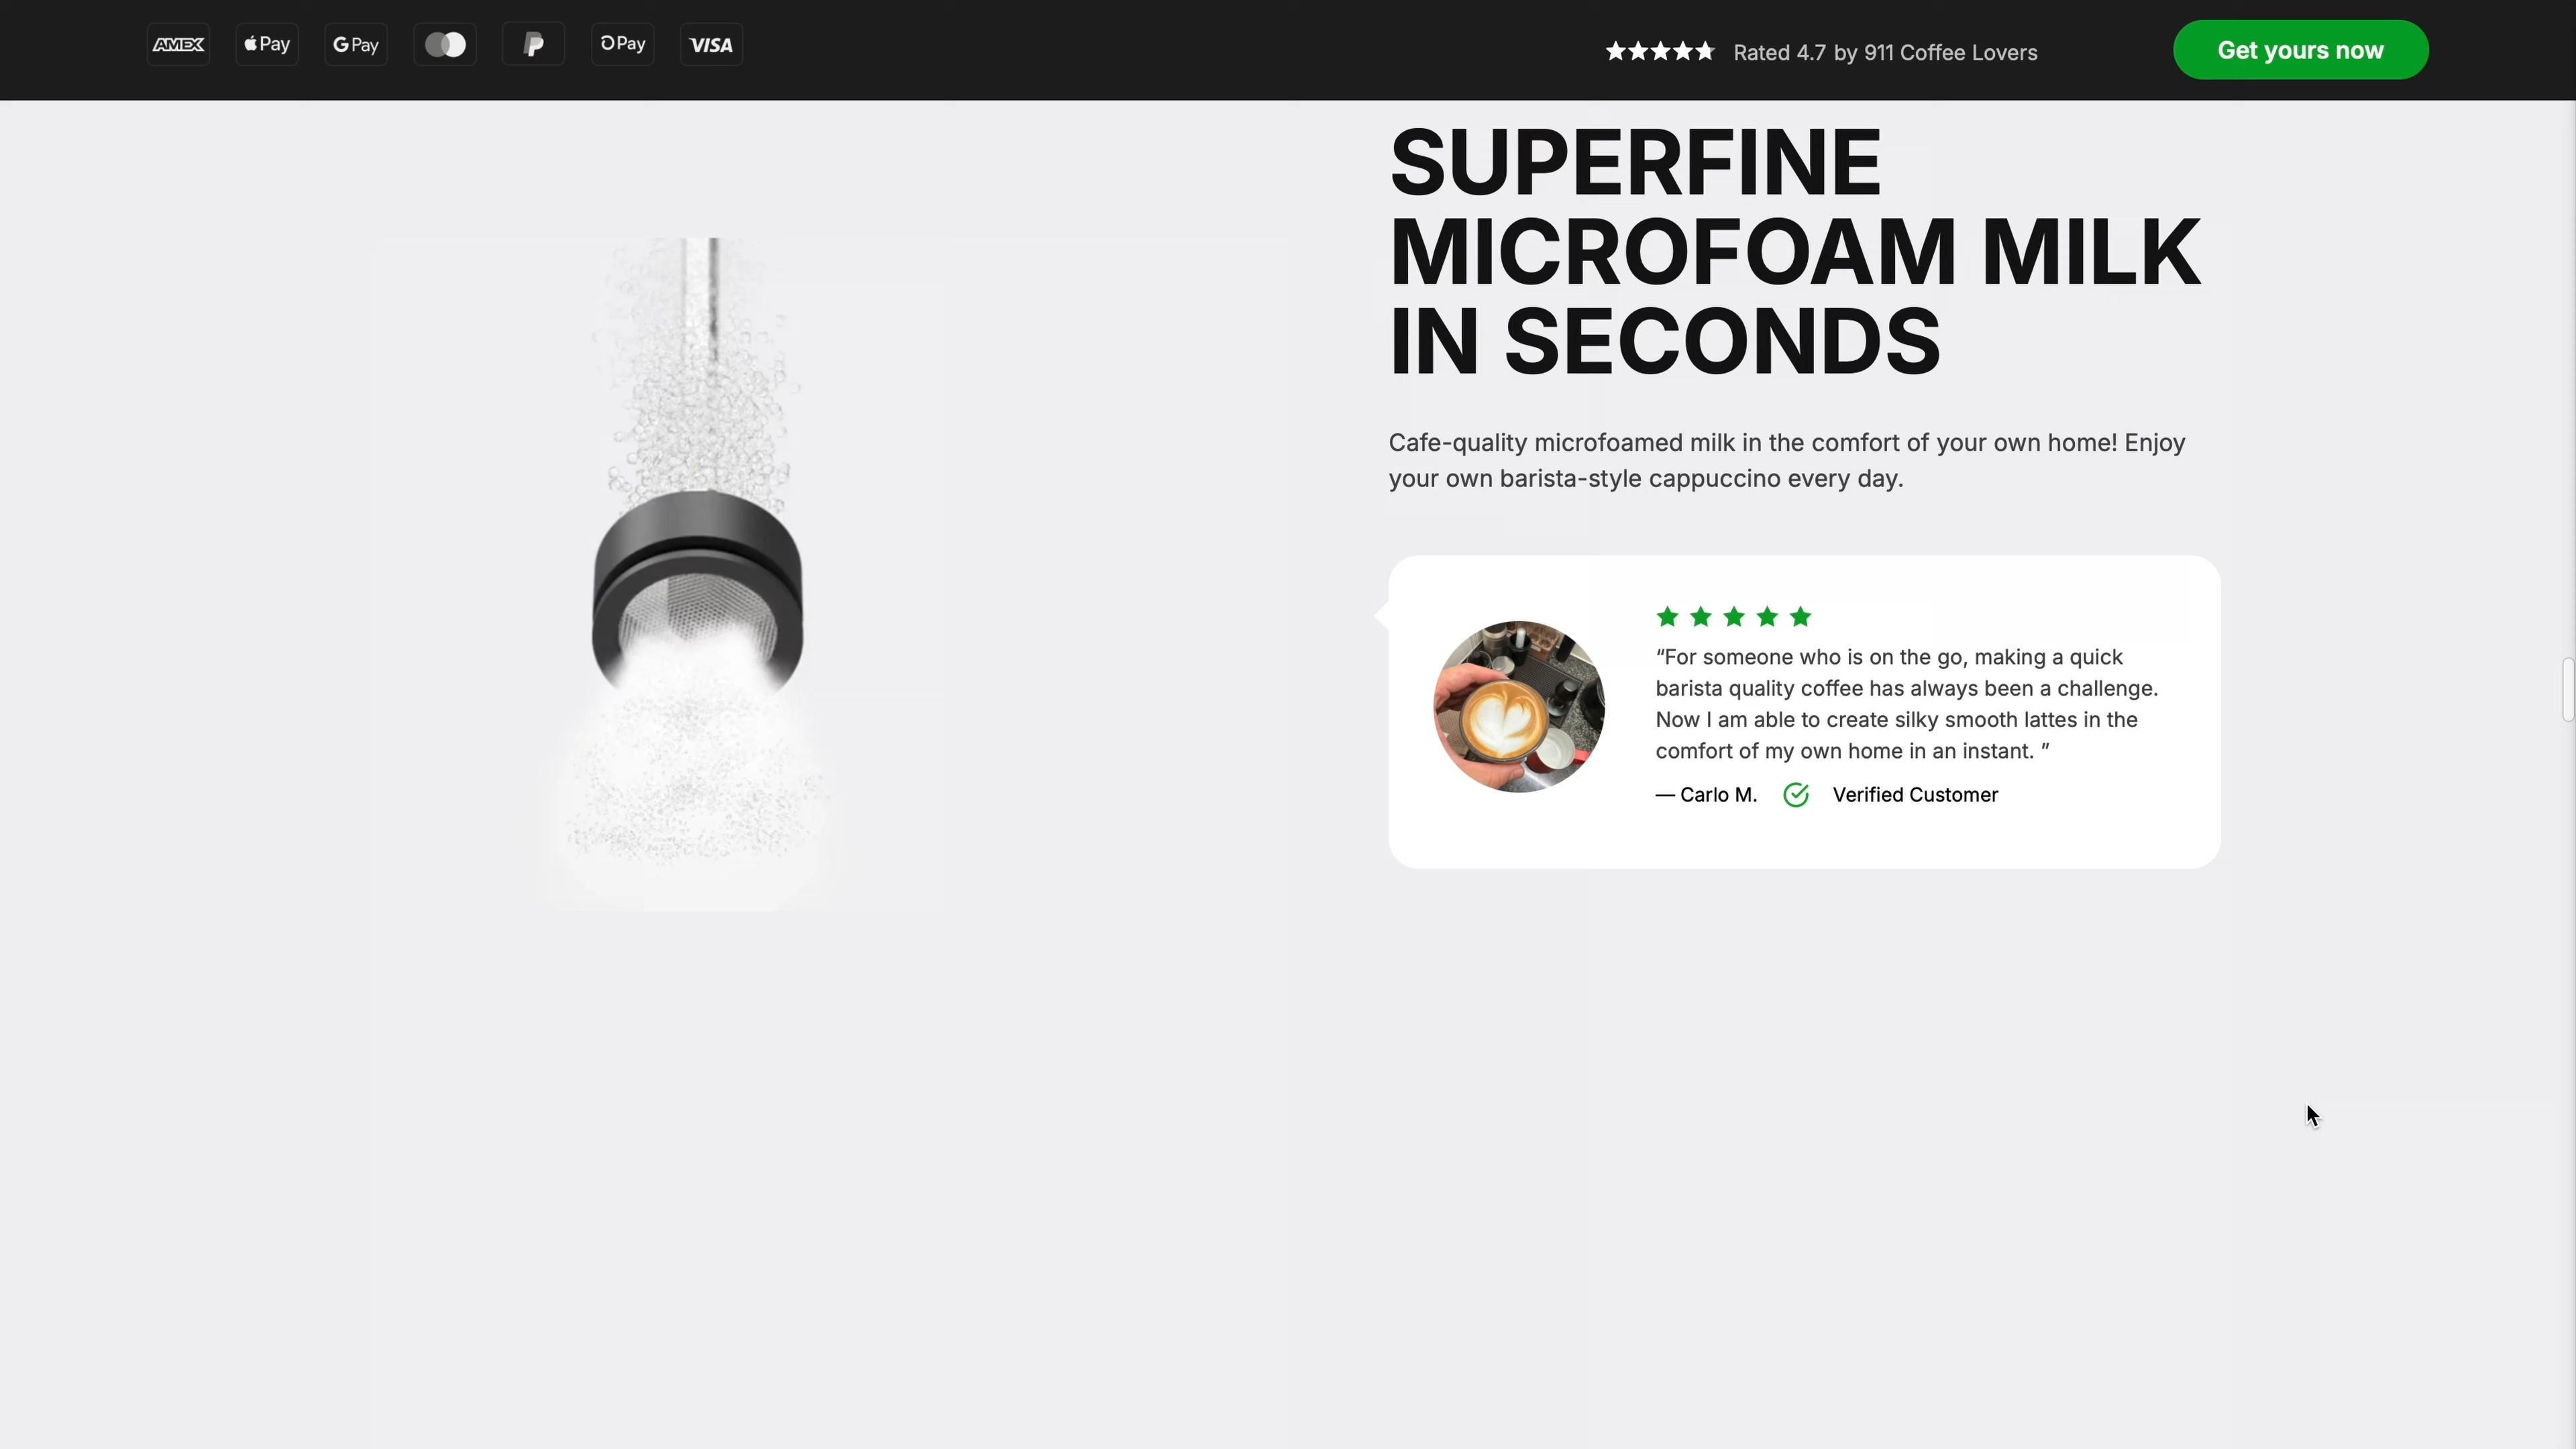 AMEX
Pay
G Pay
P
Pay
VISA
Rated 4.7 by 911 Coffee Lovers
Get yours now
SUPERFINE
MICROFOAM MILK
IN SECONDS
Cafe-quality microfoamed milk in the comfort of your own home! Enjoy
your own barista-style cappuccino every day.
“For someone who is on the go, making a quick
barista quality coffee has always been a challenge.
Now I am able to create silky smooth lattes in the
comfort of my own home in an instant. ”
— Carlo M.
Verified Customer